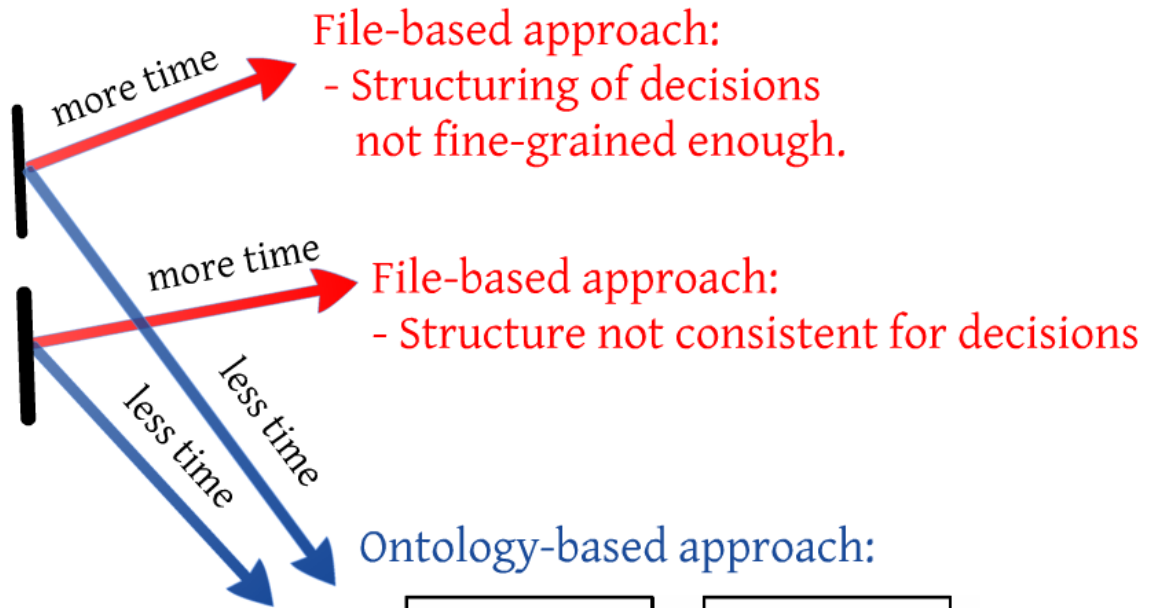 File-based approach:
- Structuring of decisions
not fine-grained enough.
more time
more time
File-based approach:
- Structure not consistent for decisions
less time
less time
Ontology-based approach: